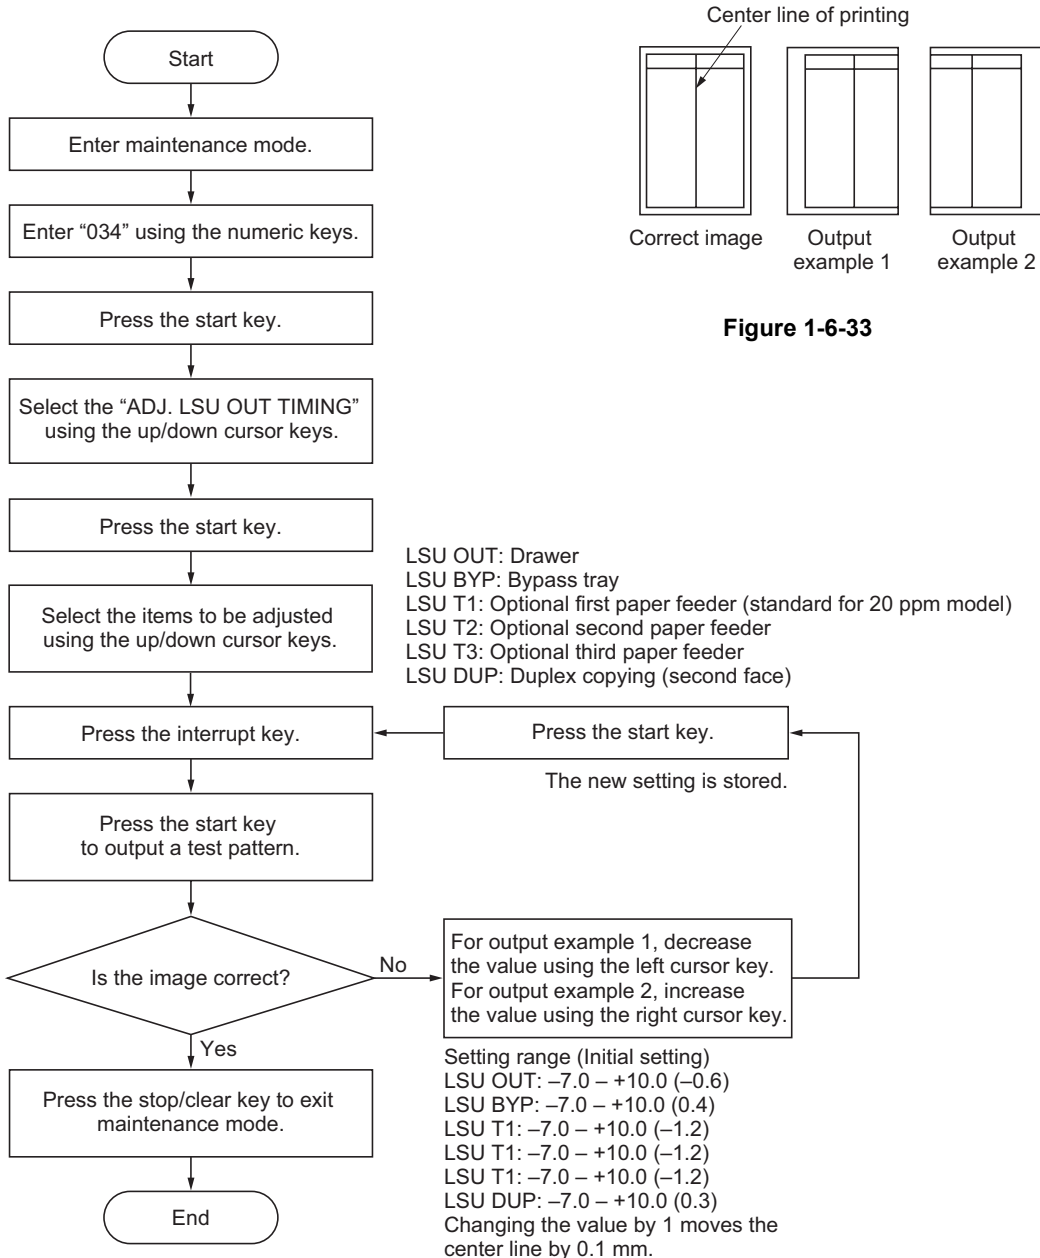 Start
Enter maintenance mode.
Enter “034” using the numeric keys.
Press the start key.
Select the “ADJ. LSU OUT TIMING”
using the up/down cursor keys.
Press the start key.
Select the items to be adjusted
using the up/down cursor keys.
LSU OUT: Drawer
LSU BYP: Bypass tray
LSU T1: Optional first paper feeder (standard for 20 ppm model)
LSU T2: Optional second paper feeder
LSU T3: Optional third paper feeder
LSU DUP: Duplex copying (second face)
Press the interrupt key.
Press the start key.
The new setting is stored.
Press the start key
to output a test pattern.
Is the image correct?
No
For output example 1, decrease
the value using the left cursor key.
For output example 2, increase
the value using the right cursor key.
Yes
Setting range (Initial setting)
LSU OUT: –7.0 – +10.0 (–0.6)
LSU BYP: –7.0 – +10.0 (0.4)
LSU T1: –7.0 – +10.0 (–1.2)
LSU T1: –7.0 – +10.0 (–1.2)
LSU T1: –7.0 – +10.0 (–1.2)
LSU DUP: –7.0 – +10.0 (0.3)
Changing the value by 1 moves the
center line by 0.1 mm.
Press the stop/clear key to exit
maintenance mode.
End
Center line of printing
Correct image
Output
example 1
Output
example 2
Figure 1-6-33